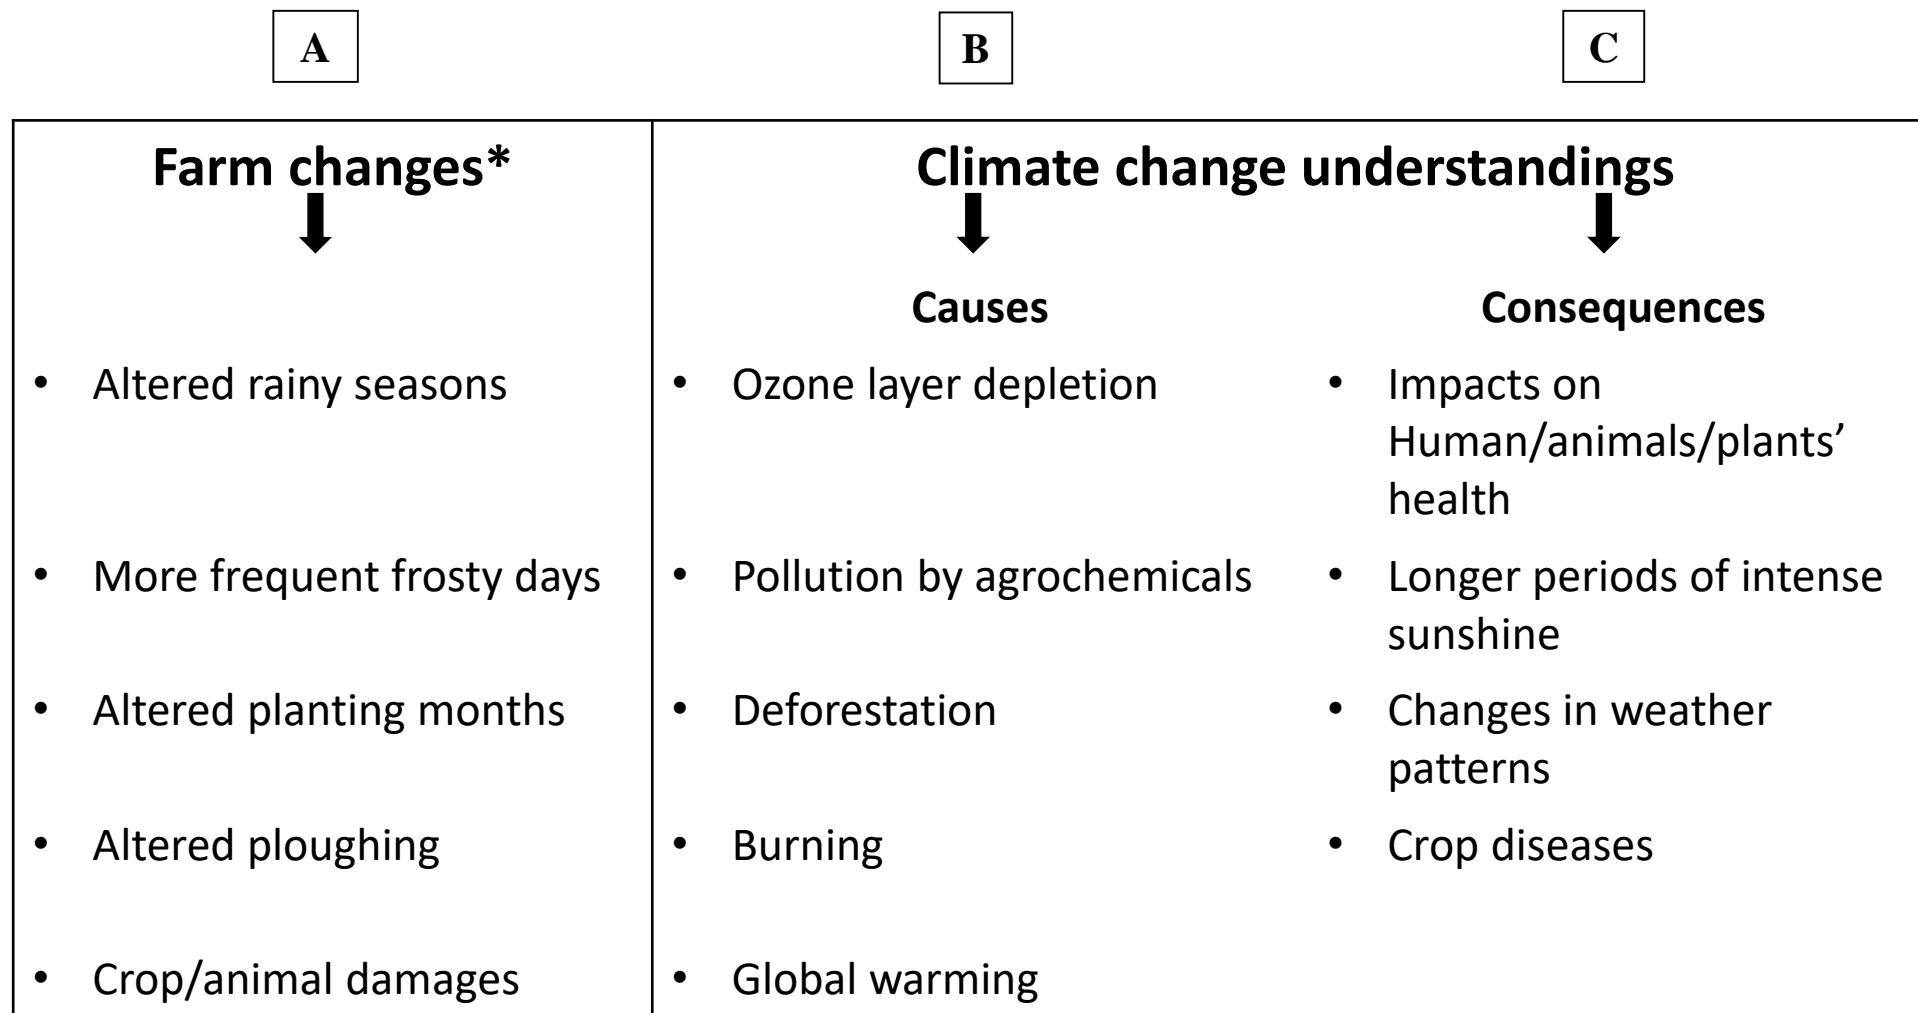 A
B
C
Farm changes*
Climate change understandings
Causes
Consequences
• Altered rainy seasons
• Ozone layer depletion
• Impacts on
Human/animals/plants’
health
• More frequent frosty days
• Pollution by agrochemicals
• Longer periods of intense
sunshine
• Altered planting months
• Deforestation
• Changes in weather
patterns
• Altered ploughing
• Burning
• Crop diseases
• Crop/animal damages
• Global warming